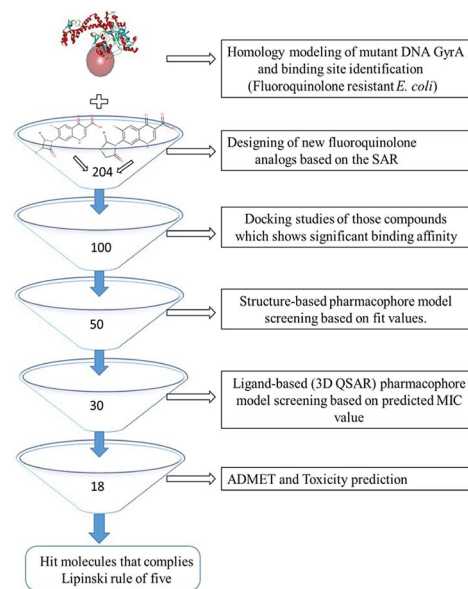 Homology modeling of mutant DNA GyrA
and binding site identification
(Fluoroquinolone resistant E. coli)
204
Designing of new fluoroquinolone
analogs based on the SAR
100
Docking studies of those compounds
which shows significant binding affinity
50
Structure-based pharmacophore model
screening based on fit values.
30
Ligand-based (3D QSAR) pharmacophore
model screening based on predicted MIC
value
18
ADMET and Toxicity prediction
Hit molecules that complies
Lipinski rule of five